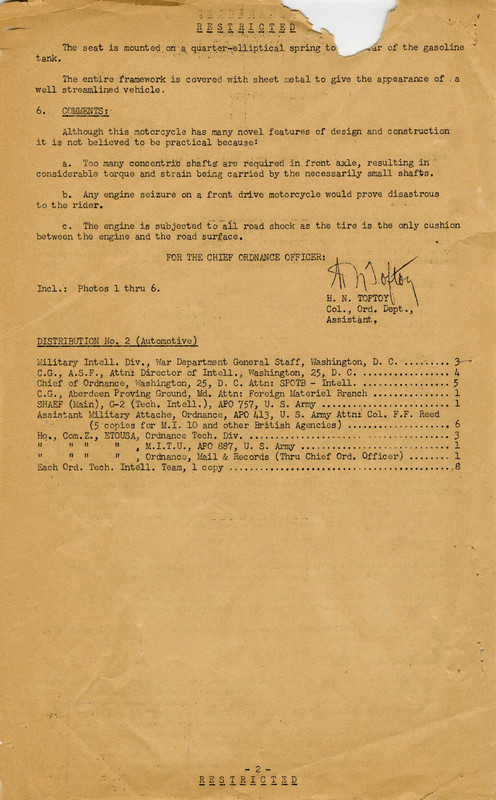 RESTRICTED
The seat is mounted on a quarter-elliptical spring to of the gasoline
tank.
The entire framework is covered with sheet metal to give the appearance of a
well streamlined vehicle.
6. COMMENTS:
Although this motorcycle has many novel features of design and construction
it is not believed to be practical because:
a. Too many concentric shafts are required in front axle, resulting in
considerable torque and strain being carried by the necessarily small shafts.
b. Any engine seizure on a front drive motorcycle would prove disastrous
to the rider.
c. The engine is subjected to all road shock as the tire is the only cushion
between the engine and the road surface.
FOR THE CHIEF ORDNANCE OFFICER:
H N Toftoy
Incl.: Photos 1 thru 6.
H. N. TOFTOY
Col., Ord. Dept.,
Assistant.
DISTRIBUTION No. 2 (Automotive)
Military Intell. Div., War Department General Staff, Washington, D. C. ......... 3
C.G., A.S.F., Attn: Director of Intell., Washington, 25, D. C. ................. 4
Chief of Ordnance, Washington, 25, D. C. Attn: SPOTB - Intell. ................. 5
C.G., Aberdeen Proving Ground, Md. Attn: Foreign Materiel Branch ............... 1
SHAEF (Main), G-2 (Tech. Intell.), APO 757, U. S. Army ......................... 1
Assistant Military Attache, Ordnance, APO 413, U. S. Army Attn: Col. F.F. Reed
(5 copies for M.I. 10 and other British Agencies) .................... 6
Hq., Com.Z., ETOUSA, Ordnance Tech. Div. ....................................... 3
" " " " , M.I.T.U., APO 887, U. S. Army ............................. 1
" " " " , Ordnance, Mail & Records (Thru Chief Ord. Officer) ........ 1
Each Ord. Tech. Intell. Team, 1 copy ........................................... 8
- 2 -
RESTRICTED